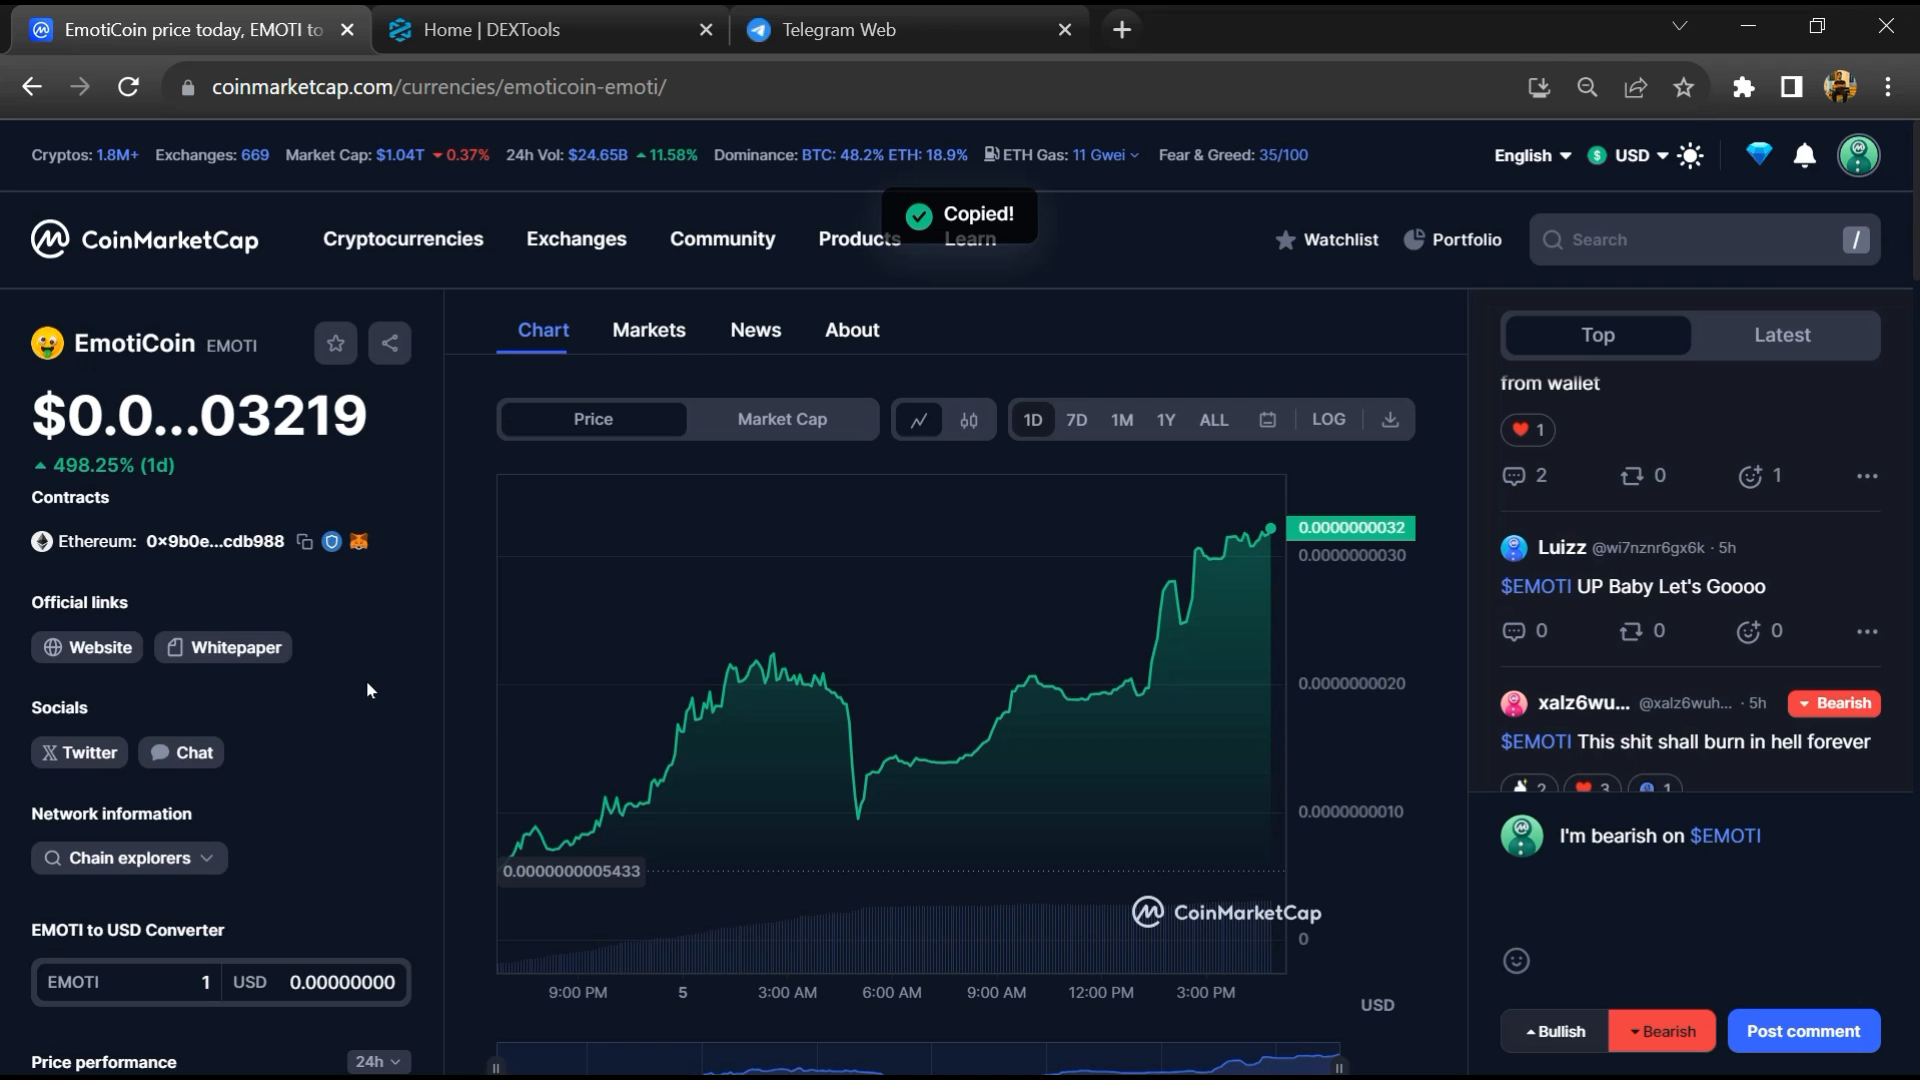 EmotiCoin price today, EMOTI to
Home | DEXTools
Telegram Web
coinmarketcap.com/currencies/emoticoin-emoti/
Cryptos: 1.8M+ Exchanges: 669 Market Cap: $1.04T 0.37% 24h Vol: $24.65B 11.58% Dominance: BTC: 48.2% ETH: 18.9% ETH Gas: 11 Gwei Fear & Greed: 35/100
English USD
Copied!
CoinMarketCap
Cryptocurrencies Exchanges Community Products Learn
Watchlist Portfolio Search /
EmotiCoin EMOTI
$0.0...03219
498.25% (1d)
Contracts
Ethereum: 0x9b0e...cdb988
Official links
Website Whitepaper
Socials
Twitter Chat
Network information
Chain explorers
EMOTI to USD Converter
EMOTI 1 USD 0.00000000
Price performance 24h
Chart Markets News About
Price Market Cap 1D 7D 1M 1Y ALL LOG
0.0000000032
0.0000000030
0.0000000020
0.0000000010
0.0000000005433
CoinMarketCap
0
9:00 PM 5 3:00 AM 6:00 AM 9:00 AM 12:00 PM 3:00 PM
USD
Top Latest
from wallet
1
2 0 1
Luizz @wi7nznr6gx6k · 5h
$EMOTI UP Baby Let's Goooo
0 0 0
xalz6wu... @xalz6wuh... · 5h Bearish
$EMOTI This shit shall burn in hell forever
2 3 1
I'm bearish on $EMOTI
Bullish Bearish Post comment